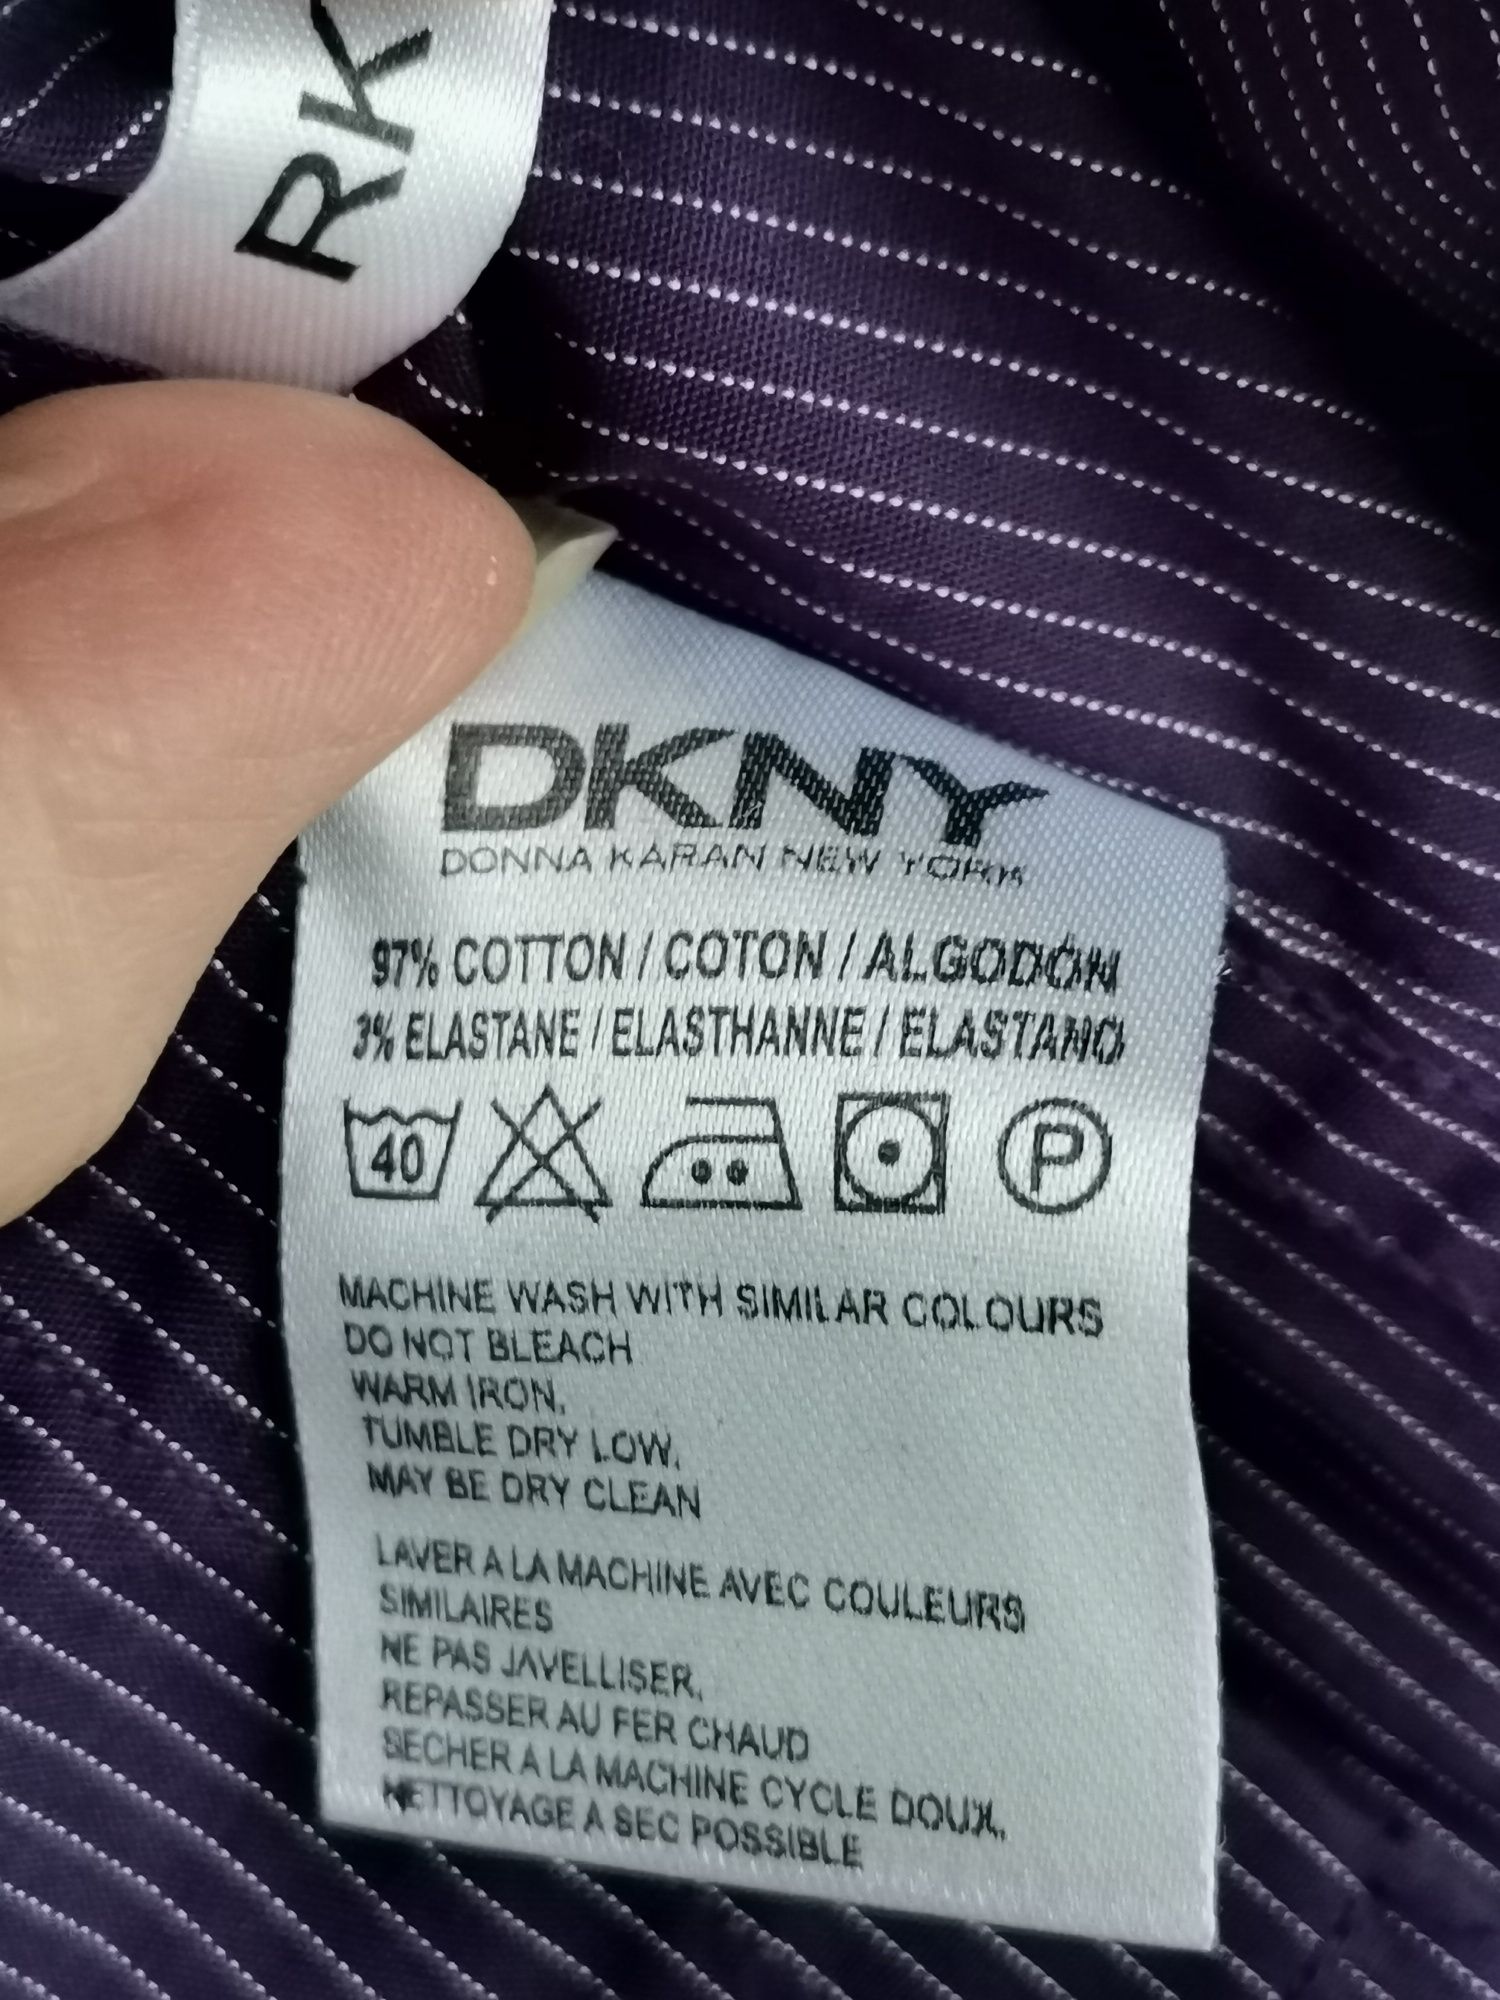 RK
DKNY
DONNA KARAN NEW YORK
97% COTTON / COTON / ALGODÓN
3% ELASTANE / ELASTHANNE / ELASTANO
40
P
MACHINE WASH WITH SIMILAR COLOURS
DO NOT BLEACH
WARM IRON.
TUMBLE DRY LOW.
MAY BE DRY CLEAN
LAVER A LA MACHINE AVEC COULEURS
SIMILAIRES
NE PAS JAVELLISER.
REPASSER AU FER CHAUD
SECHER A LA MACHINE CYCLE DOUX.
NETTOYAGE A SEC POSSIBLE